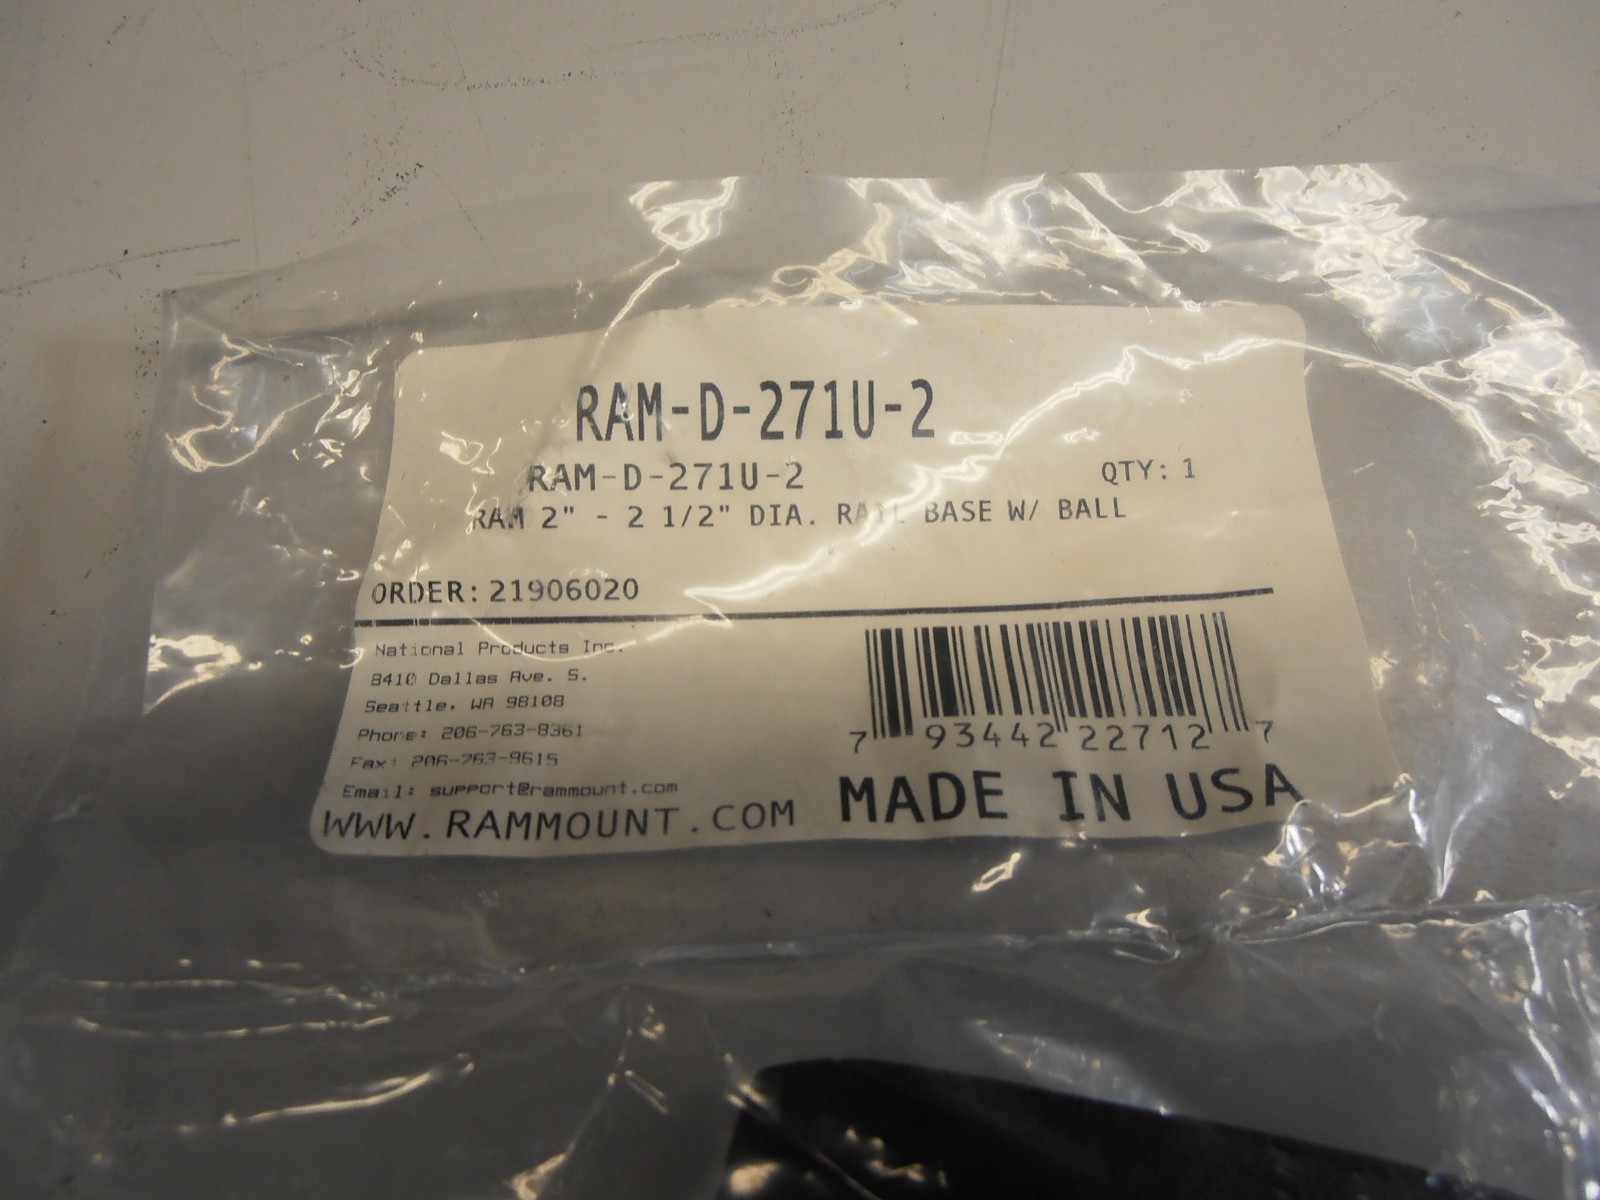 RAM-D-271U-2
RAM-D-271U-2 QTY: 1
RAM 2" - 2 1/2" DIA. RAIL BASE W/ BALL
ORDER: 21906020
National Products Inc.
8410 Dallas Ave. S.
Seattle, WA 98108
Phone: 206-763-8361
Fax: 206-763-9615
Email: support@rammount.com
WWW.RAMMOUNT.COM
7 93442 22712 7
MADE IN USA